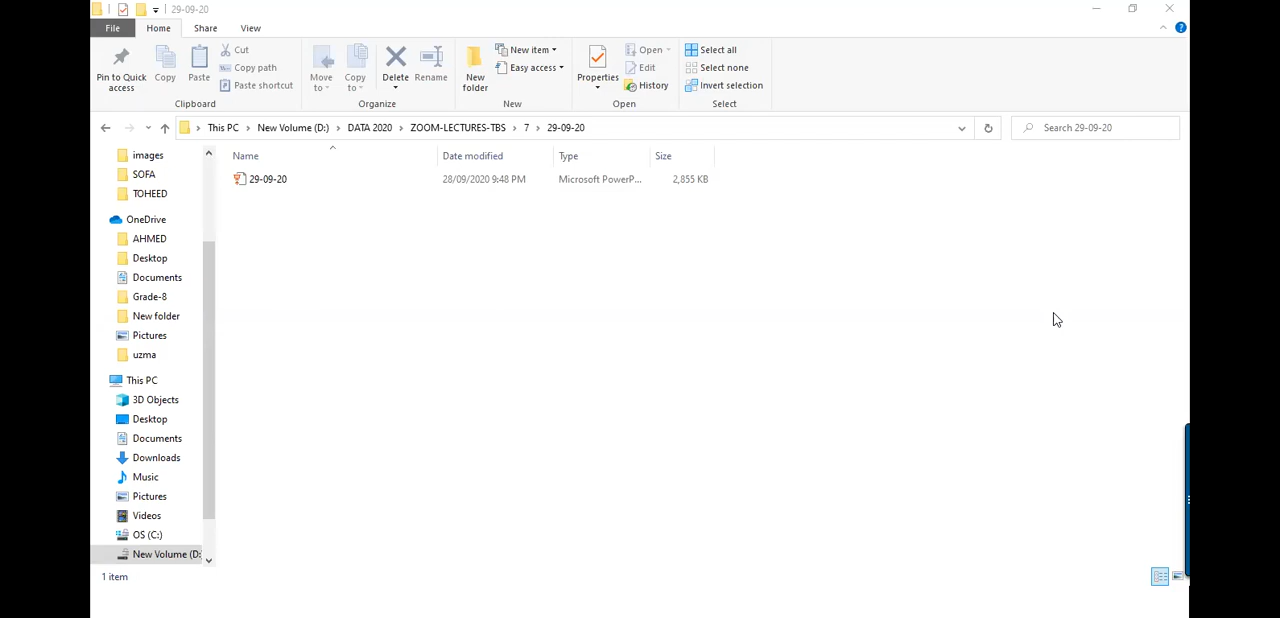 29-09-20
File Home Share View
Pin to Quick access
Copy
Paste
Cut
Copy path
Paste shortcut
Clipboard
Move to
Copy to
Delete
Rename
Organize
New folder
New item
Easy access
New
Properties
Open
Edit
History
Open
Select all
Select none
Invert selection
Select
This PC > New Volume (D:) > DATA 2020 > ZOOM-LECTURES-TBS > 7 > 29-09-20
Search 29-09-20
Name Date modified Type Size
29-09-20 28/09/2020 9:48 PM Microsoft PowerP... 2,855 KB
images
SOFA
TOHEED
OneDrive
AHMED
Desktop
Documents
Grade-8
New folder
Pictures
uzma
This PC
3D Objects
Desktop
Documents
Downloads
Music
Pictures
Videos
OS (C:)
New Volume (D:
1 item